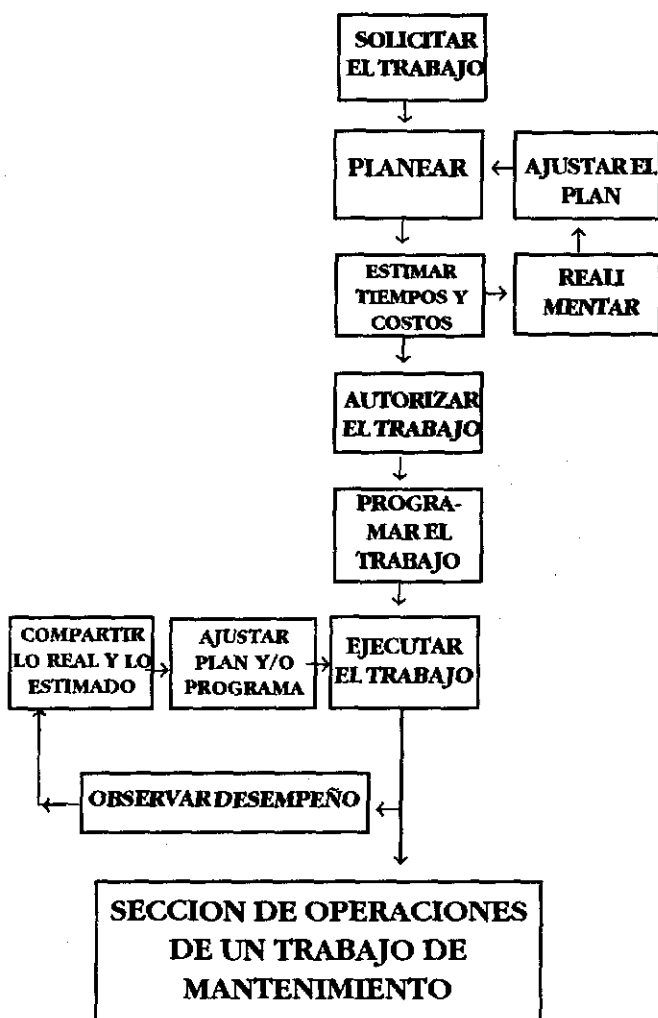 SOLICITAR
EL TRABAJO
PLANEAR
AJUSTAR EL
PLAN
ESTIMAR
TIEMPOS Y
COSTOS
REALI
MENTAR
AUTORIZAR
EL TRABAJO
PROGRA-
MAR EL
TRABAJO
COMPARTIR
LO REAL Y LO
ESTIMADO
AJUSTAR
PLAN Y/O
PROGRAMA
EJECUTAR
EL TRABAJO
OBSERVAR DESEMPEÑO
SECCION DE OPERACIONES
DE UN TRABAJO DE
MANTENIMIENTO